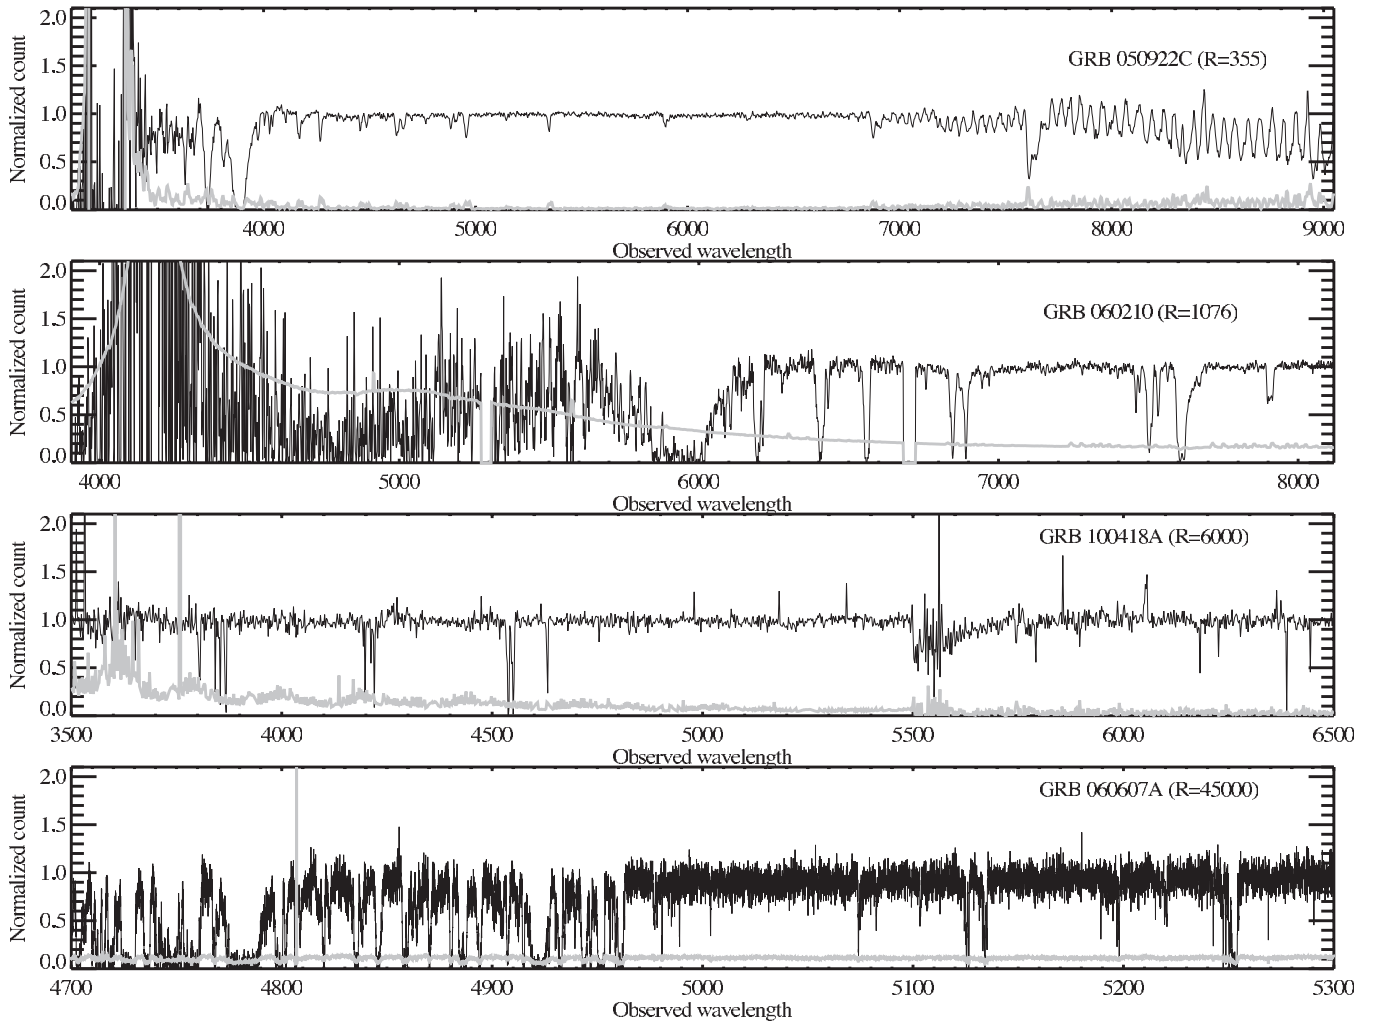 2.0
1.5
1.0
0.5
0.0
Normalized count
GRB 050922C (R=355)
4000 5000 6000 7000 8000 9000
Observed wavelength
2.0
1.5
1.0
0.5
0.0
Normalized count
GRB 060210 (R=1076)
4000 5000 6000 7000 8000
Observed wavelength
2.0
1.5
1.0
0.5
0.0
Normalized count
GRB 100418A (R=6000)
3500 4000 4500 5000 5500 6000 6500
Observed wavelength
2.0
1.5
1.0
0.5
0.0
Normalized count
GRB 060607A (R=45000)
4700 4800 4900 5000 5100 5200 5300
Observed wavelength